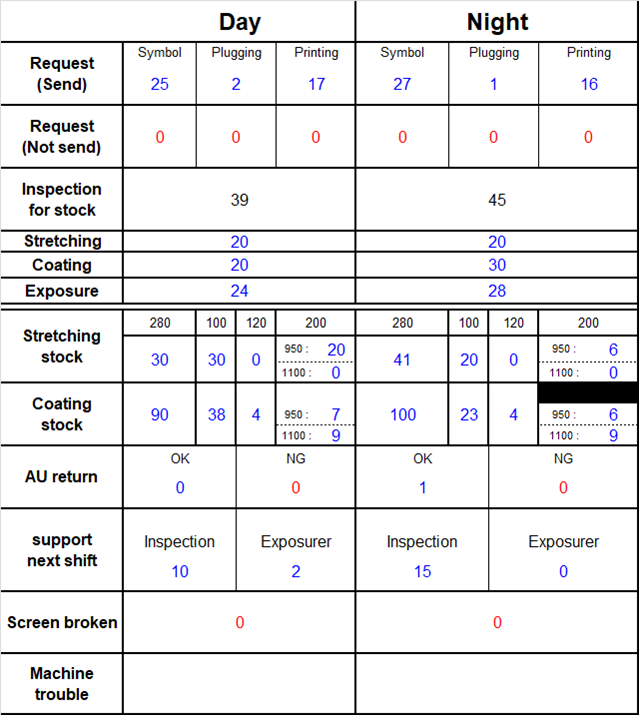 Day Night
Request (Send) Symbol Plugging Printing Symbol Plugging Printing
25 2 17 27 1 16
Request (Not send) 0 0 0 0 0 0
Inspection for stock 39 45
Stretching 20 20
Coating 20 30
Exposure 24 28
Stretching stock 280 100 120 200 280 100 120 200
30 30 0 950 : 20 41 20 0 950 : 6
1100 : 0 1100 : 0
Coating stock 90 38 4 950 : 7 100 23 4 950 : 6
1100 : 9 1100 : 9
AU return OK NG OK NG
0 0 1 0
support next shift Inspection Exposurer Inspection Exposurer
10 2 15 0
Screen broken 0 0
Machine trouble